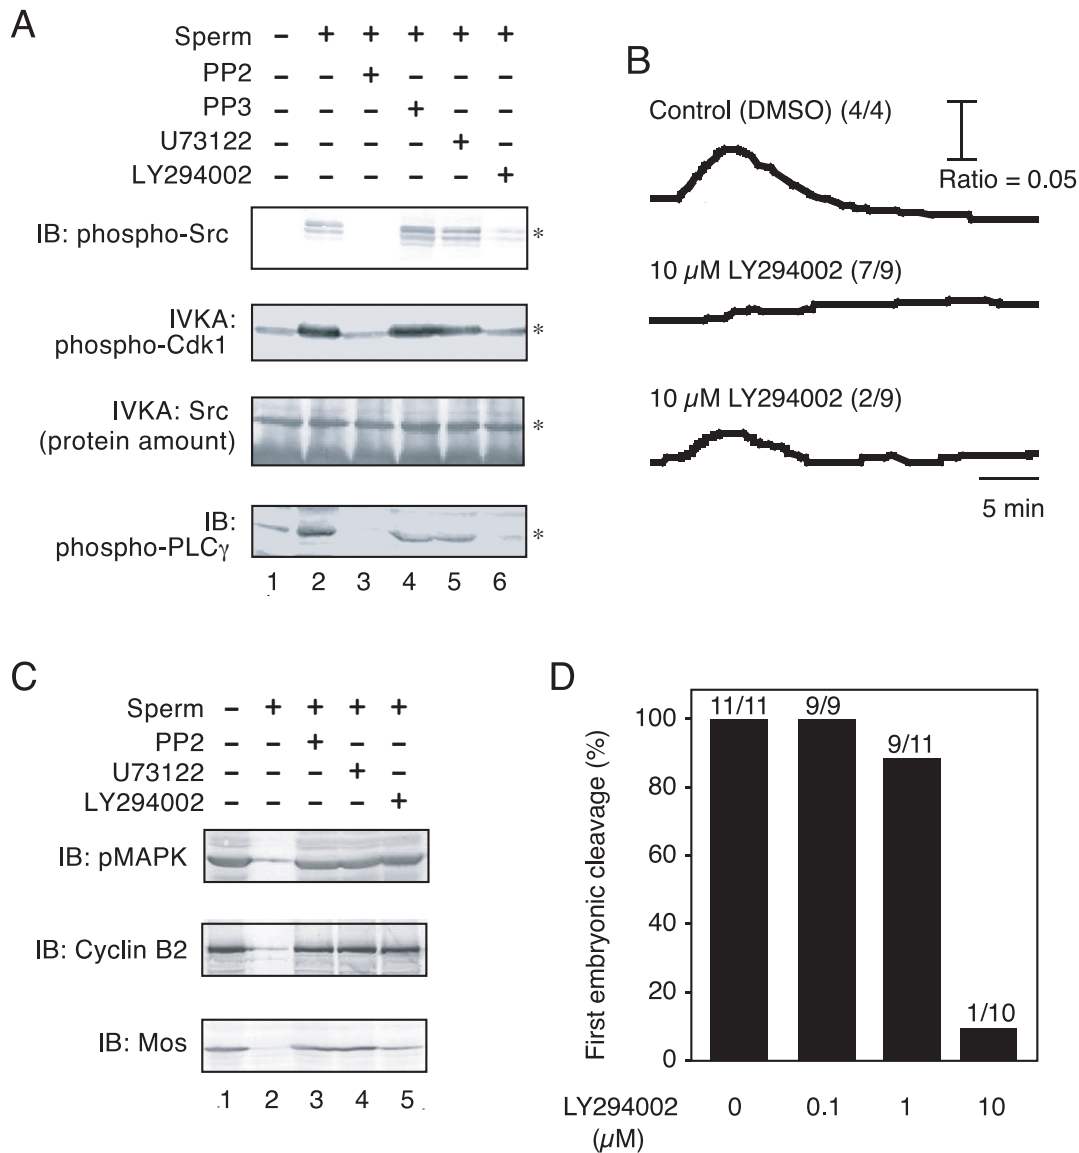 A
Sperm – + + + + +
PP2 – – + – – –
PP3 – – – + – –
U73122 – – – – + –
LY294002 – – – – – +
IB: phospho-Src *
IVKA:
phospho-Cdk1 *
IVKA: Src
(protein amount) *
IB:
phospho-PLCγ *
1 2 3 4 5 6
B
Control (DMSO) (4/4)
Ratio = 0.05
10 µM LY294002 (7/9)
10 µM LY294002 (2/9)
5 min
C
Sperm – + + + +
PP2 – – + – –
U73122 – – – + –
LY294002 – – – – +
IB: pMAPK
IB: Cyclin B2
IB: Mos
1 2 3 4 5
D
First embryonic cleavage (%)
100
80
60
40
20
0
11/11 9/9 9/11 1/10
LY294002 0 0.1 1 10
(µM)